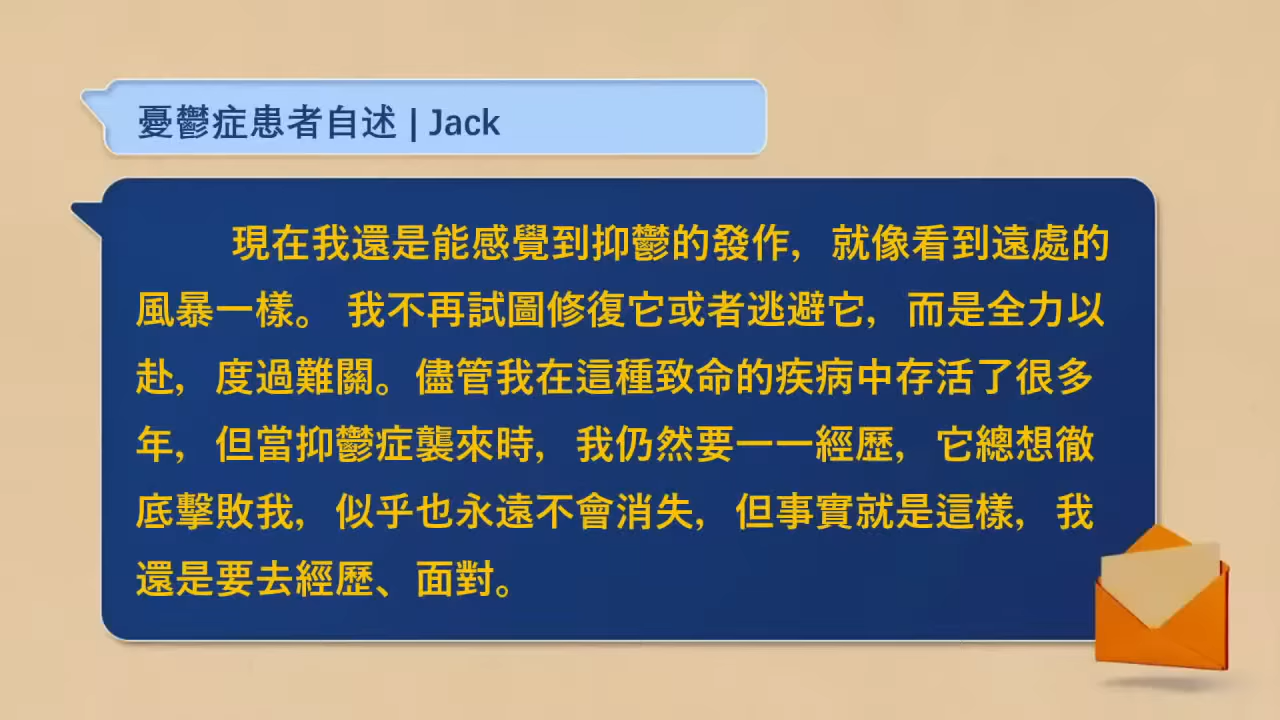 憂鬱症患者自述 | Jack
現在我還是能感覺到抑鬱的發作，就像看到遠處的
風暴一樣。 我不再試圖修復它或者逃避它，而是全力以
赴，度過難關。儘管我在這種致命的疾病中存活了很多
年，但當抑鬱症襲來時，我仍然要一一經歷，它總想徹
底擊敗我，似乎也永遠不會消失，但事實就是這樣，我
還是要去經歷、面對。